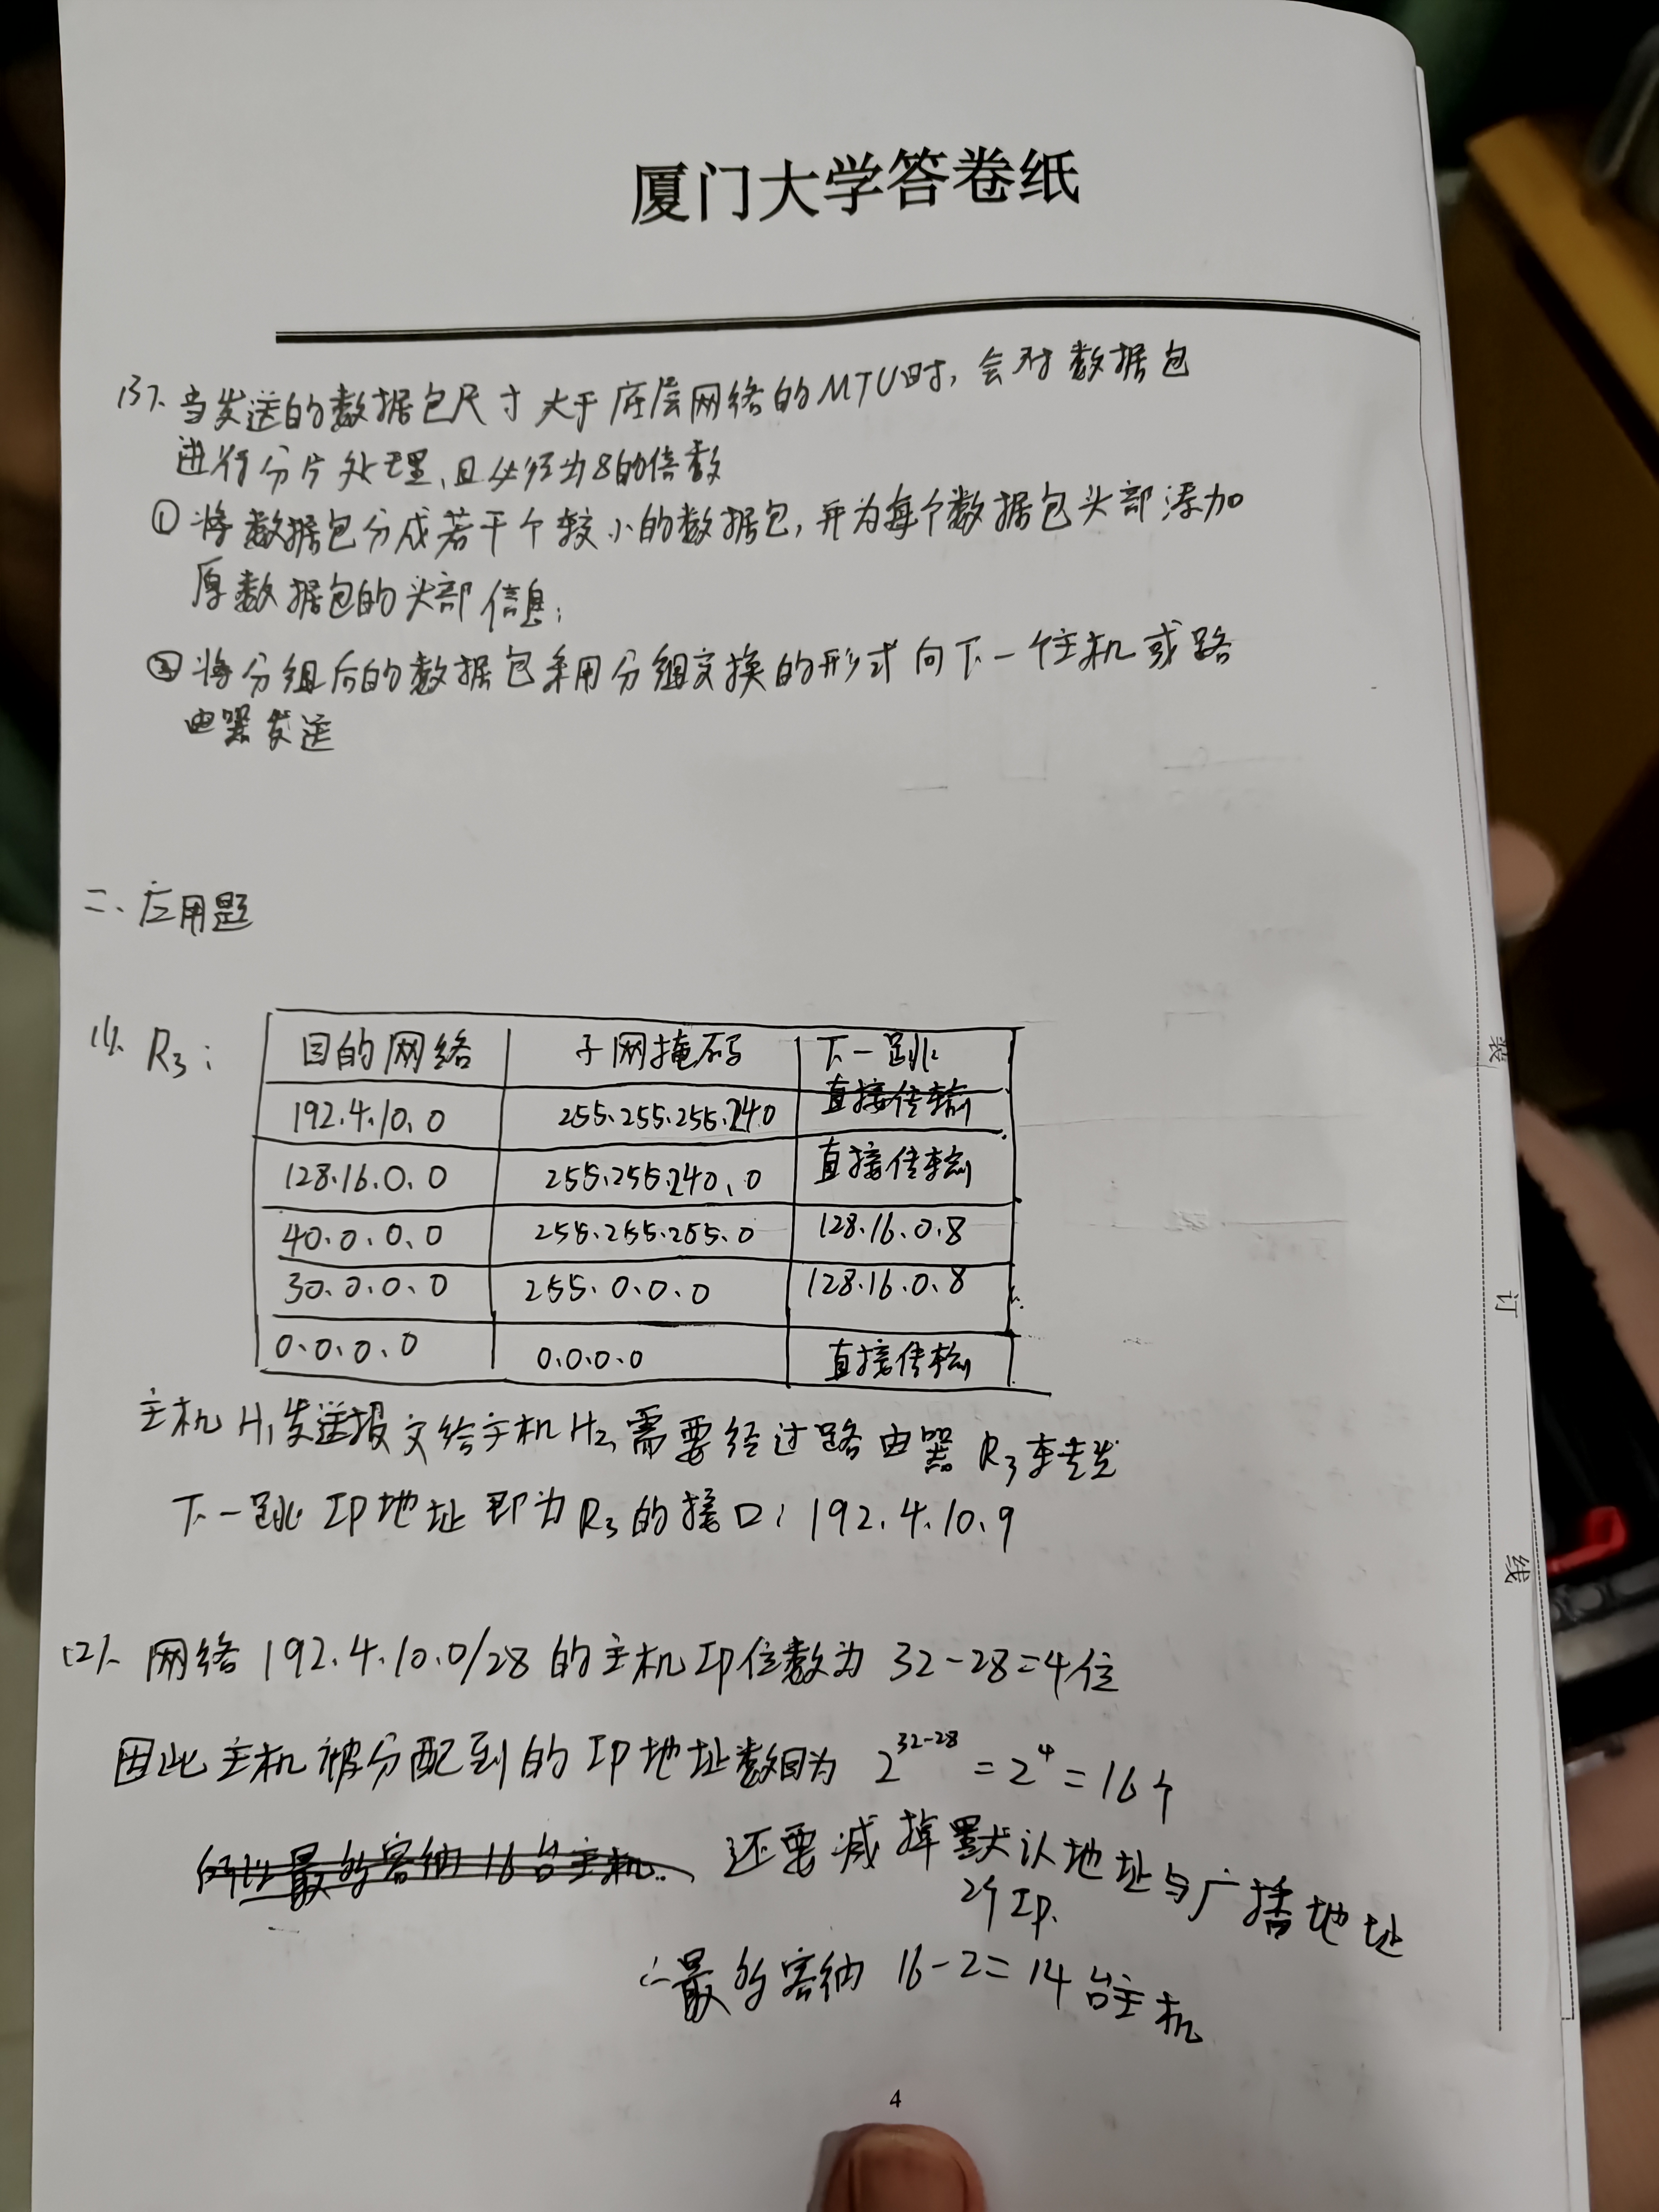 厦门大学答卷纸
(3)、当发送的数据包尺寸大于底层网络的MTU时，会对数据包
进行分片处理、且必须为8的倍数
① 将数据包分成若干个较小的数据包，并为每个数据包头部添加
原数据包的头部信息；
② 将分组后的数据包采用分组交换的形式向下一个主机或路
由器发送
二、应用题
(1)、R3：
目的网络 子网掩码 下一跳
192.4.10.0 255.255.255.240 直接传输
128.16.0.0 255.255.240.0 直接传输
40.0.0.0 255.255.255.0 128.16.0.8
30.0.0.0 255.0.0.0 128.16.0.8
0.0.0.0 0.0.0.0 直接传输
主机H1发送报文给主机H2，需要经过路由器R3转发
下一跳IP地址即为R3的接口：192.4.10.9
(2)、网络192.4.10.0/28的主机IP位数为32-28=4位
因此主机被分配到的IP地址数目为 2^32-28 = 2^4 = 16个
所以最多容纳16台主机. 还要减掉默认地址与广播地址
2个IP.
∴最多容纳 16-2=14台主机
4
装
订
线